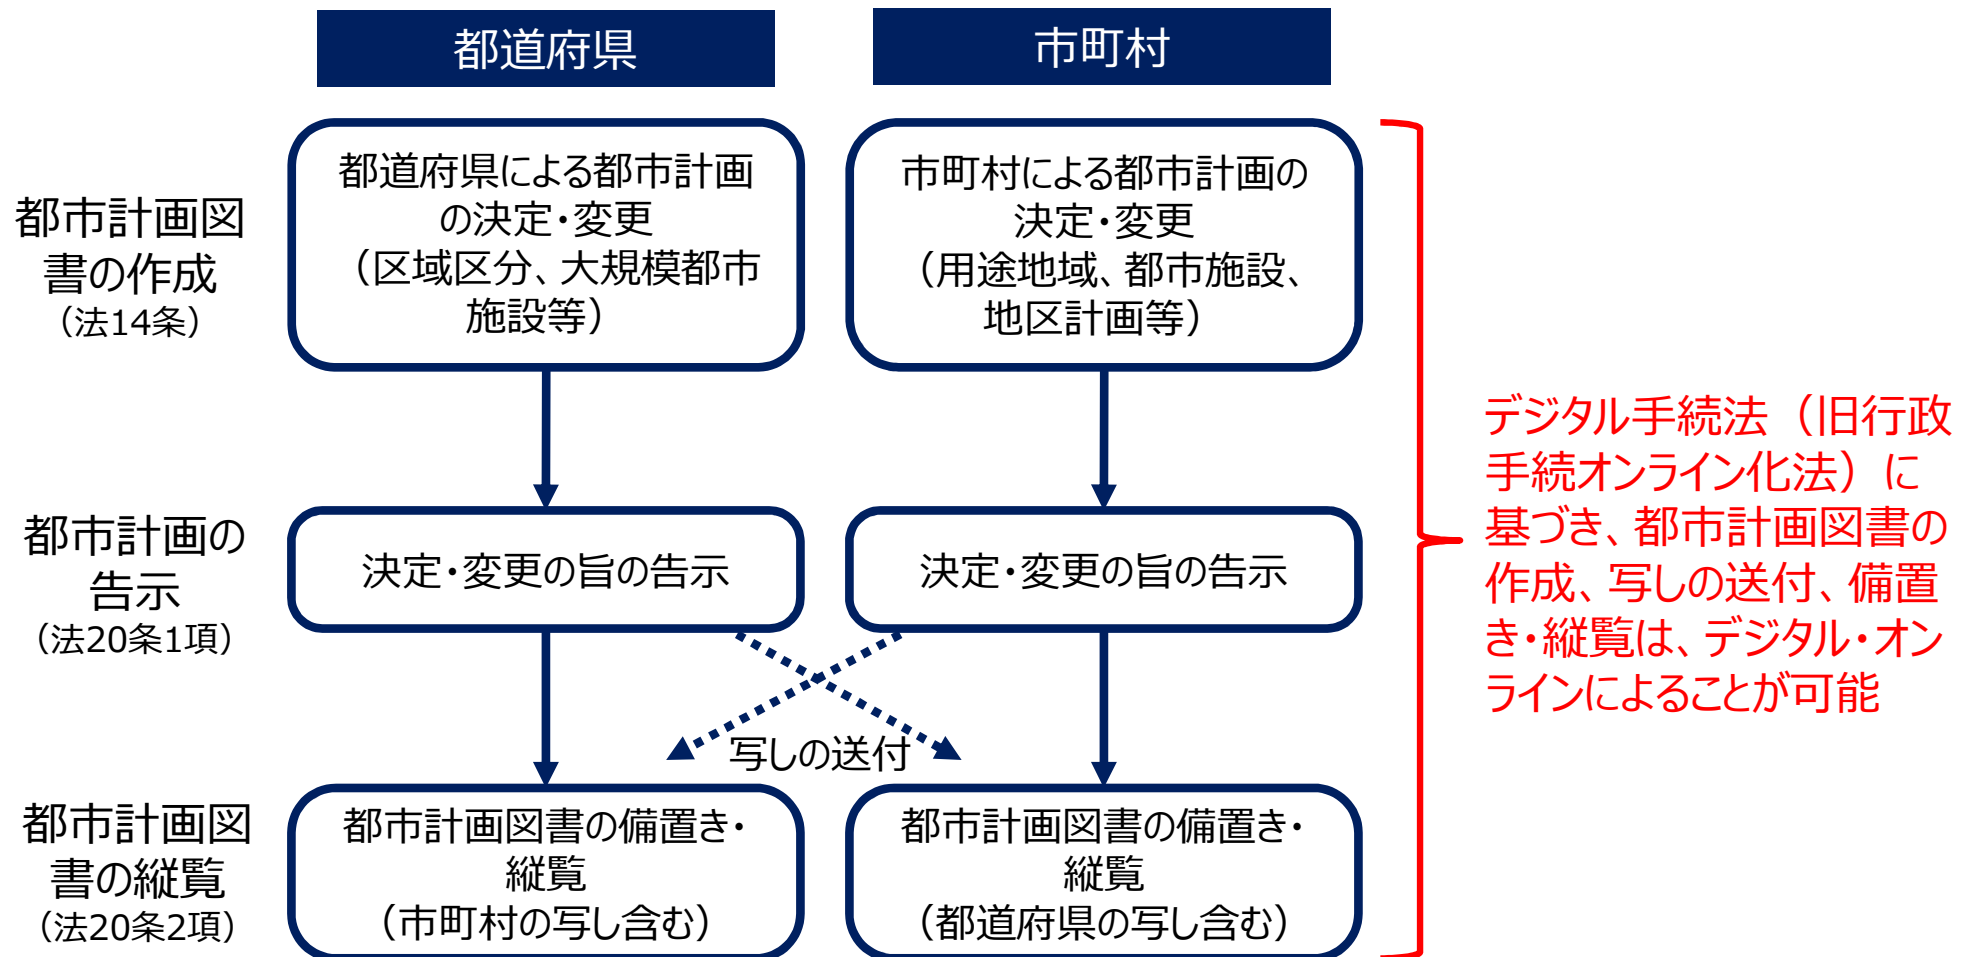 都道府県
市町村
都市計画図
書の作成
（法14条）
都道府県による都市計画
の決定・変更
（区域区分、大規模都市
施設等）
市町村による都市計画の
決定・変更
（用途地域、都市施設、
地区計画等）
都市計画の
告示
（法20条1項）
決定・変更の旨の告示
決定・変更の旨の告示
写しの送付
都市計画図
書の縦覧
（法20条2項）
都市計画図書の備置き・
縦覧
（市町村の写し含む）
都市計画図書の備置き・
縦覧
（都道府県の写し含む）
デジタル手続法（旧行政
手続オンライン化法）に
基づき、都市計画図書の
作成、写しの送付、備置
き・縦覧は、デジタル・オン
ラインによることが可能